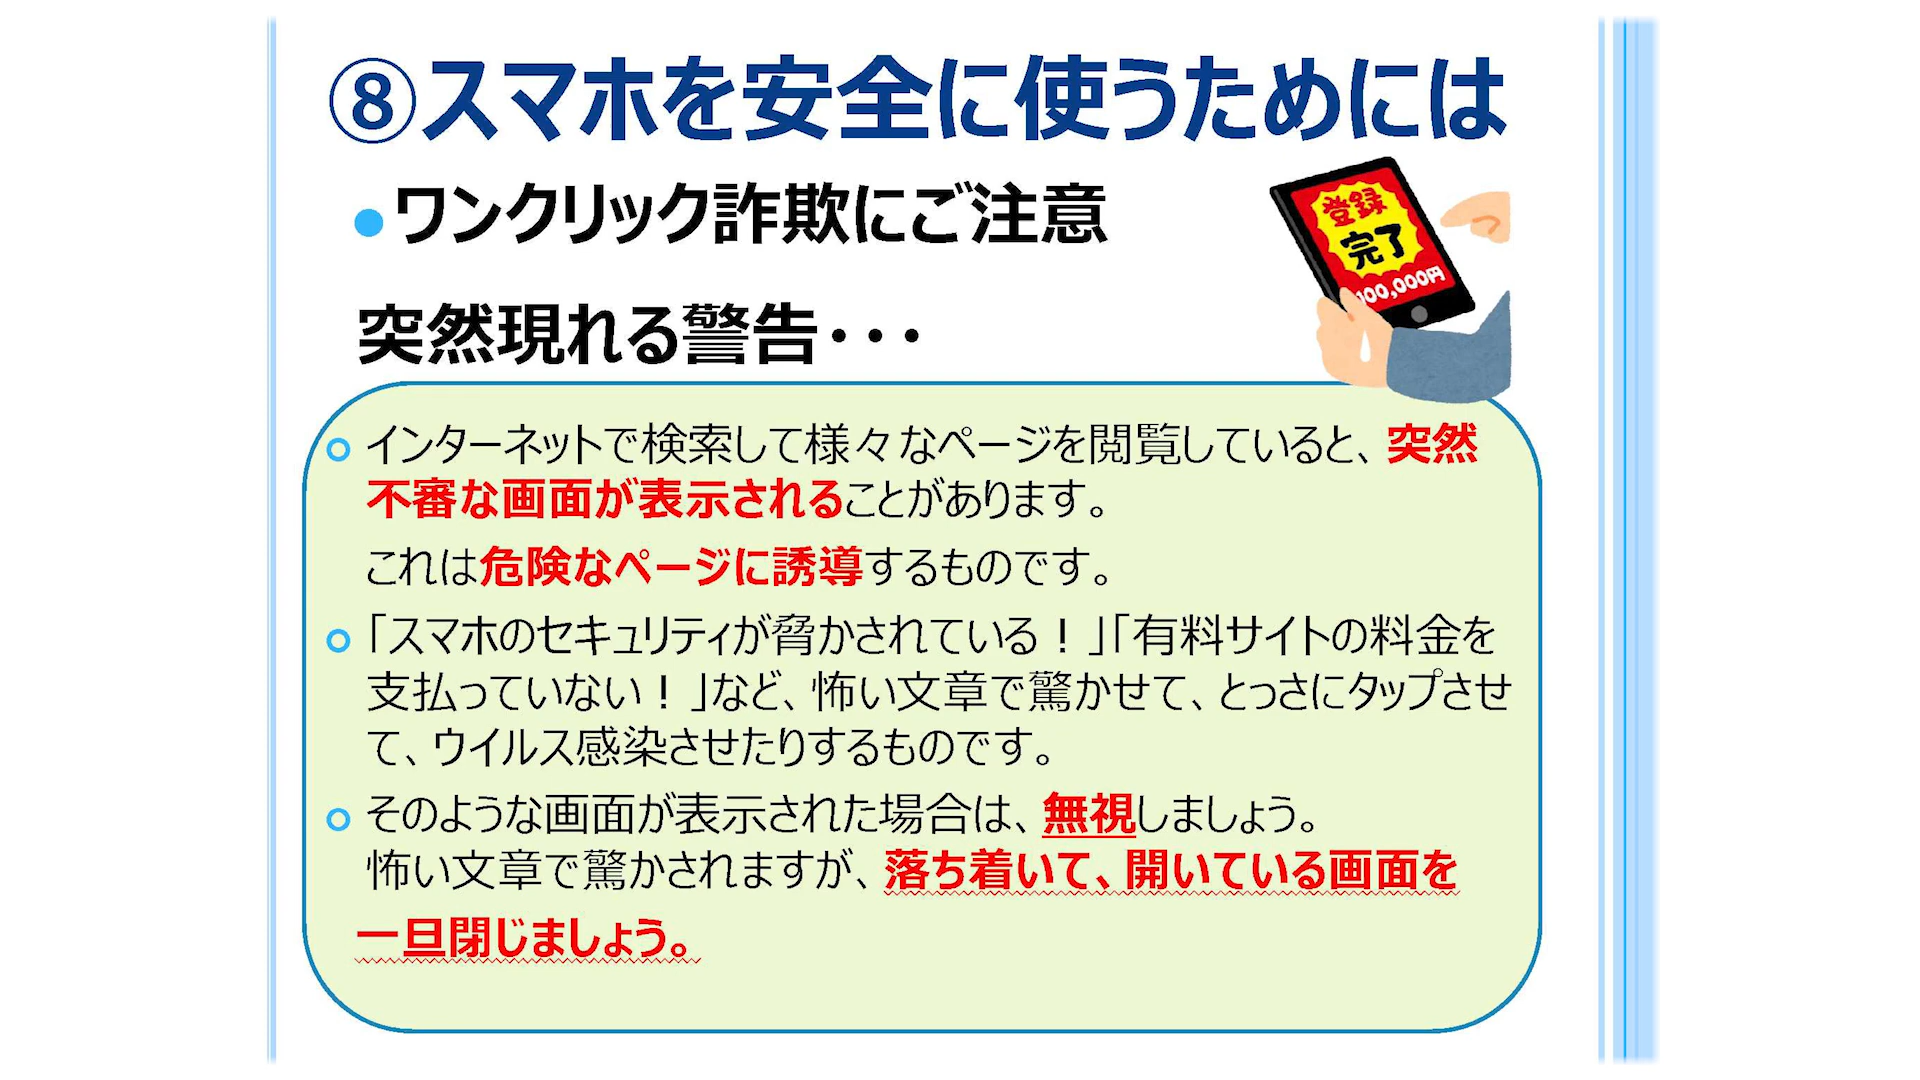 ⑧スマホを安全に使うためには
●ワンクリック詐欺にご注意
登録
完了
100,000円
突然現れる警告・・・
インターネットで検索して様々なページを閲覧していると、突然
不審な画面が表示されることがあります。
これは危険なページに誘導するものです。
「スマホのセキュリティが脅かされている！」「有料サイトの料金を
支払っていない！」など、怖い文章で驚かせて、とっさにタップさせ
て、ウイルス感染させたりするものです。
そのような画面が表示された場合は、無視しましょう。
怖い文章で驚かされますが、落ち着いて、開いている画面を
一旦閉じましょう。